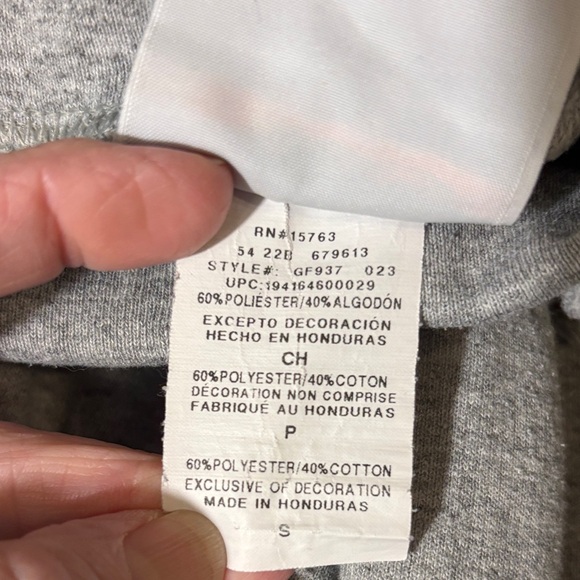 RN#15763
54 22B 679613
STYLE#: GF937 023
UPC:194164600029
60%POLIÉSTER/40%ALGODÓN
EXCEPTO DECORACIÓN
HECHO EN HONDURAS
CH
60%POLYESTER/40%COTON
DÉCORATION NON COMPRISE
FABRIQUÉ AU HONDURAS
P
60%POLYESTER/40%COTTON
EXCLUSIVE OF DECORATION
MADE IN HONDURAS
S